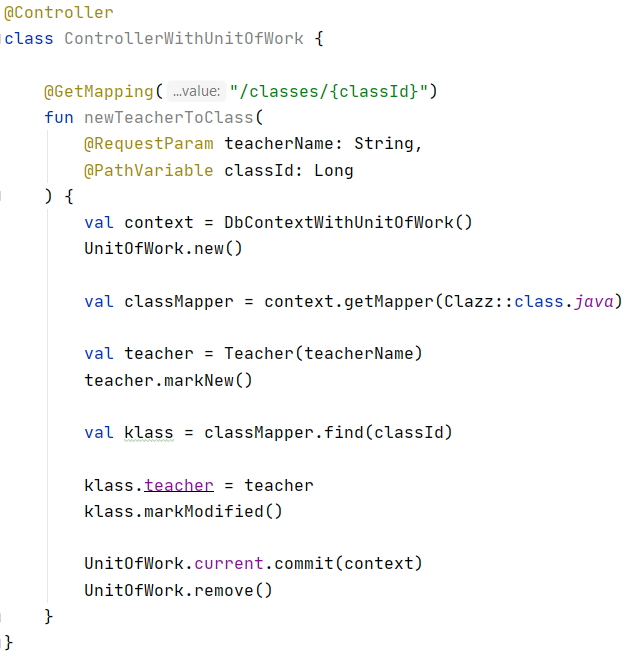 @Controller
class ControllerWithUnitOfWork {
@GetMapping( ...value: "/classes/{classId}")
fun newTeacherToClass(
@RequestParam teacherName: String,
@PathVariable classId: Long
) {
val context = DbContextWithUnitOfWork()
UnitOfWork.new()
val classMapper = context.getMapper(Clazz::class.java)
val teacher = Teacher(teacherName)
teacher.markNew()
val klass = classMapper.find(classId)
klass.teacher = teacher
klass.markModified()
UnitOfWork.current.commit(context)
UnitOfWork.remove()
}
}